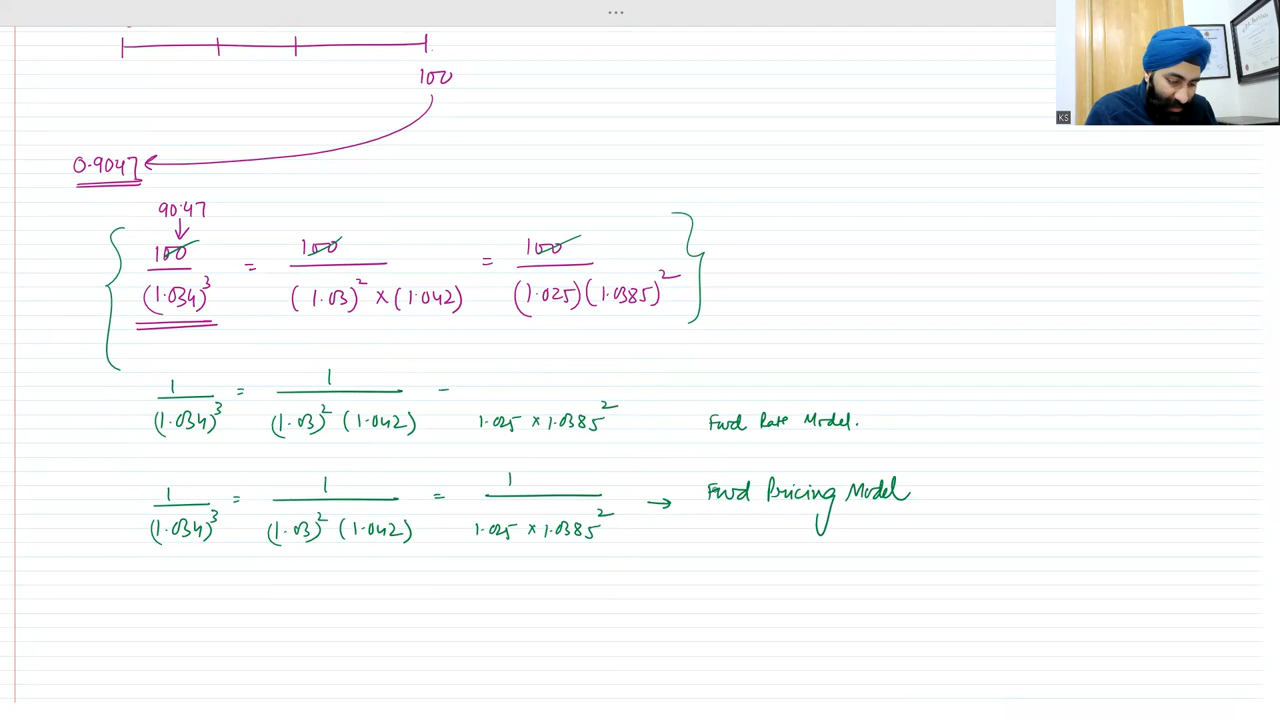 ...
100
0.9047
90.47
100 / (1.034)^3 = 100 / (1.03)^2 × (1.042) = 100 / (1.025)(1.0385)^2
1 / (1.034)^3 = 1 / (1.03)^2 (1.042) - 1.025 × 1.0385^2 Fwd Rate Model.
1 / (1.034)^3 = 1 / (1.03)^2 (1.042) = 1 / 1.025 × 1.0385^2 → Fwd Pricing Model
KS